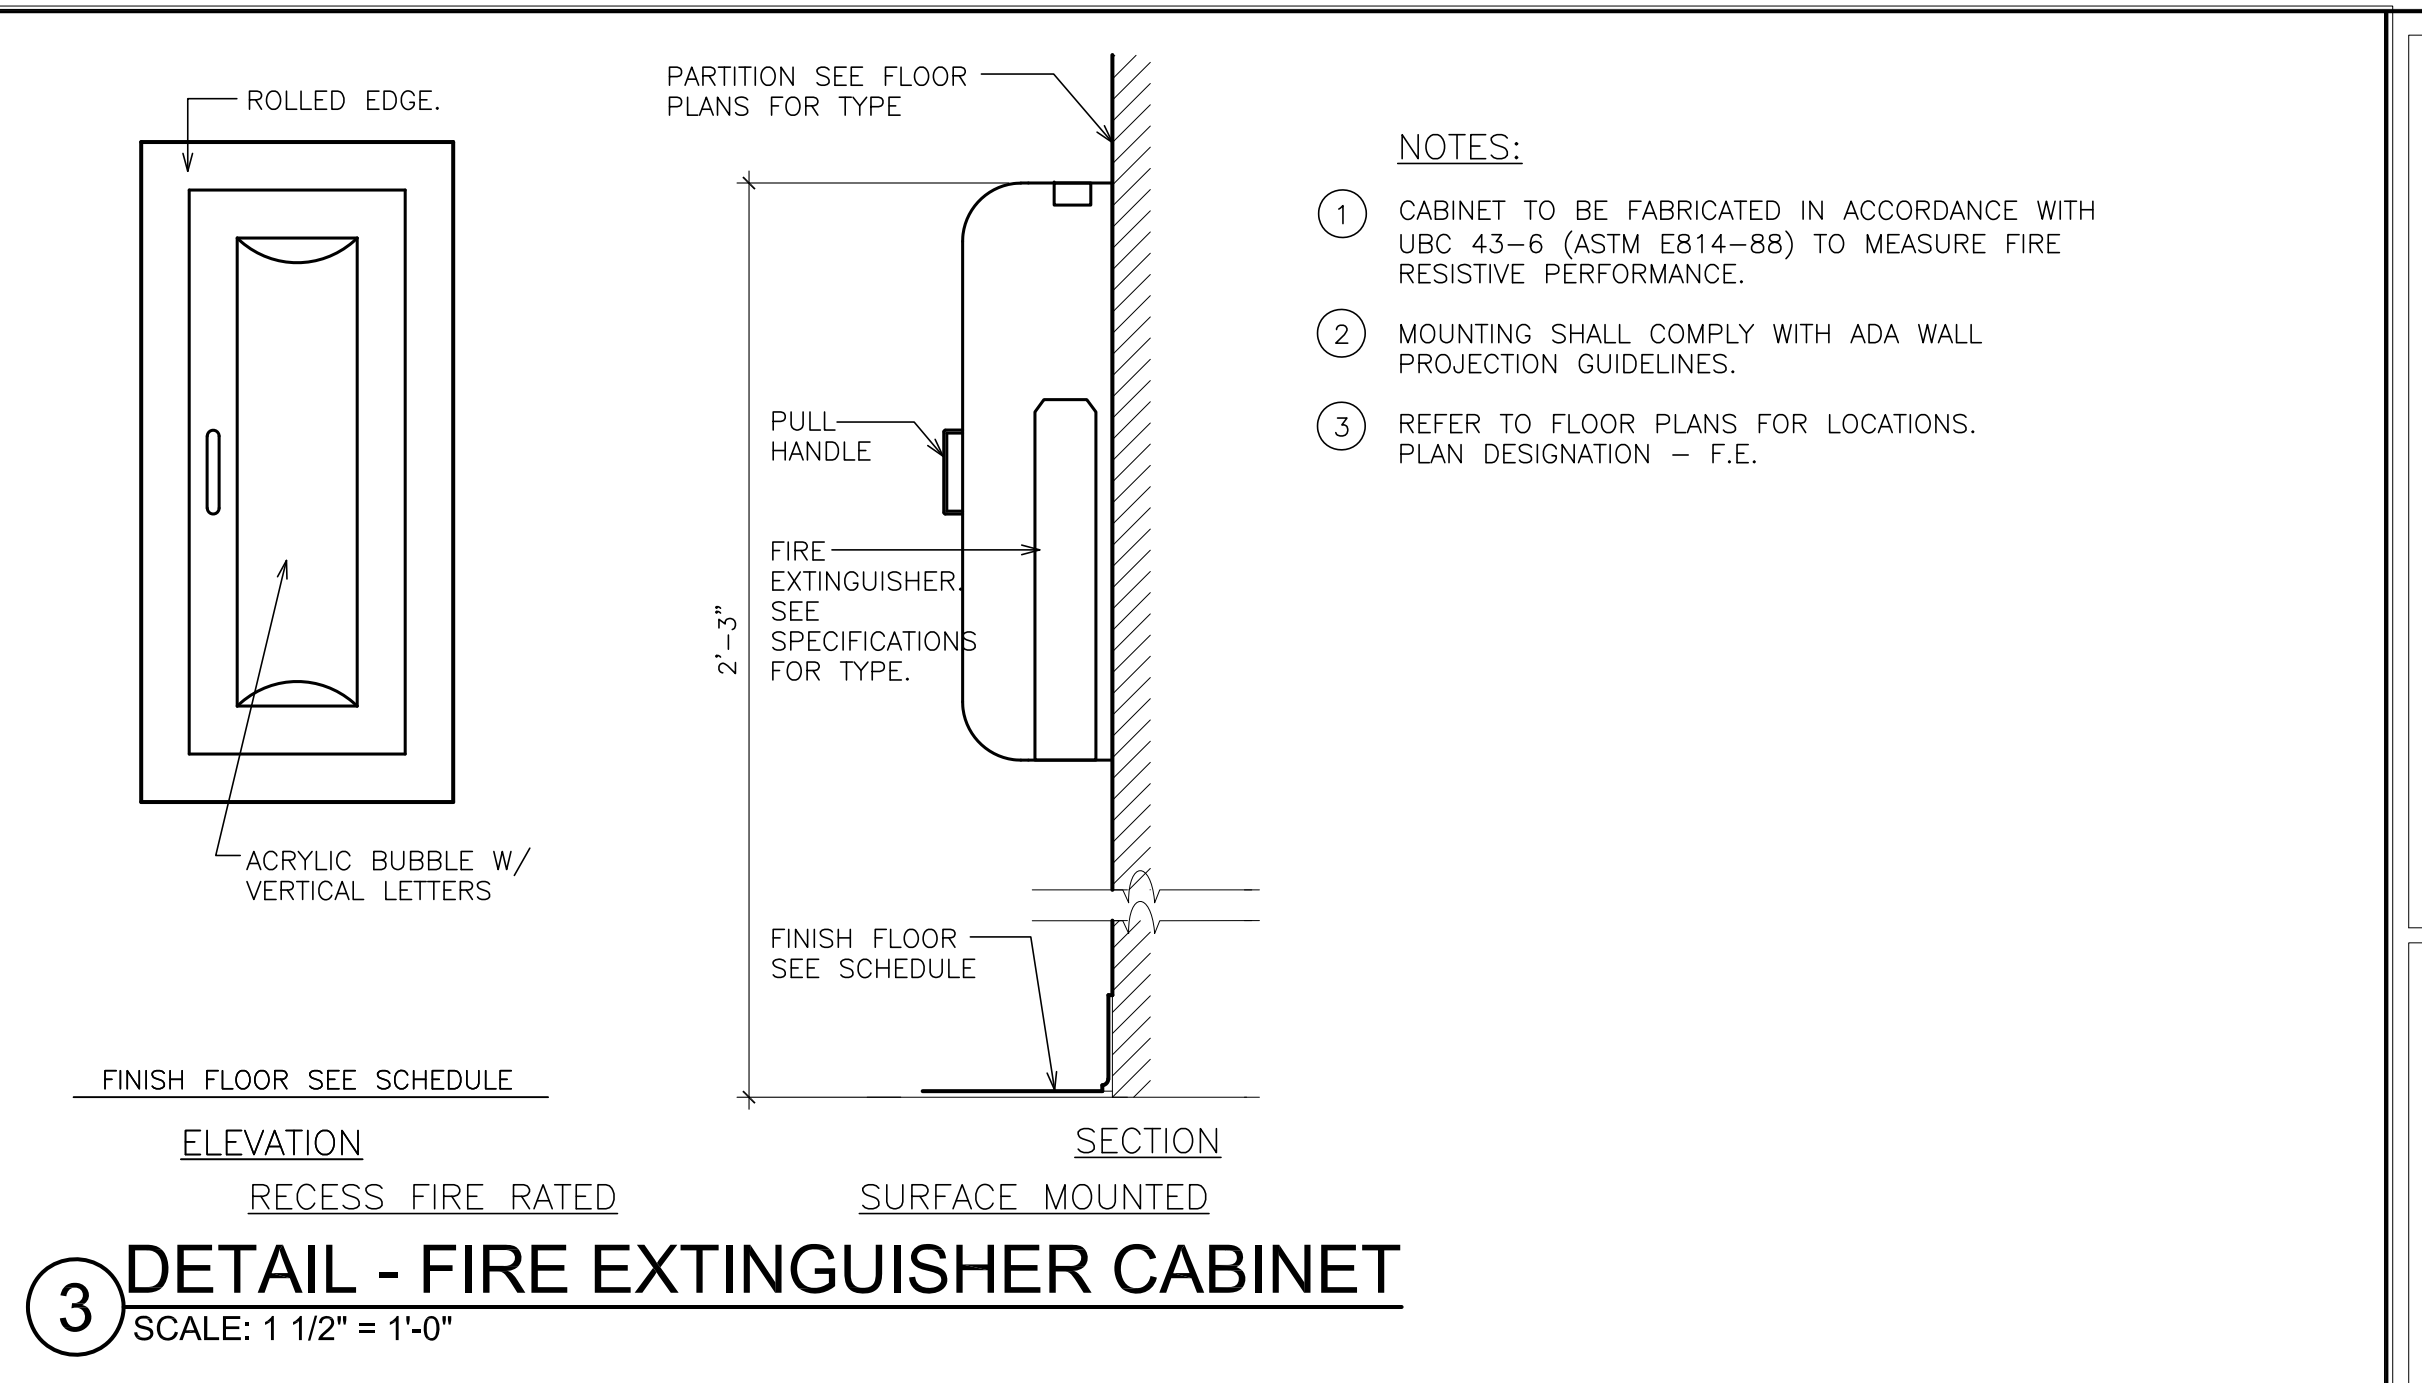 ROLLED EDGE.
ACRYLIC BUBBLE W/
VERTICAL LETTERS
FINISH FLOOR SEE SCHEDULE
ELEVATION
RECESS FIRE RATED
PARTITION SEE FLOOR
PLANS FOR TYPE
PULL
HANDLE
FIRE
EXTINGUISHER.
SEE
SPECIFICATIONS
FOR TYPE.
2'-3"
FINISH FLOOR
SEE SCHEDULE
SECTION
SURFACE MOUNTED
NOTES:
1 CABINET TO BE FABRICATED IN ACCORDANCE WITH
UBC 43-6 (ASTM E814-88) TO MEASURE FIRE
RESISTIVE PERFORMANCE.
2 MOUNTING SHALL COMPLY WITH ADA WALL
PROJECTION GUIDELINES.
3 REFER TO FLOOR PLANS FOR LOCATIONS.
PLAN DESIGNATION - F.E.
3 DETAIL - FIRE EXTINGUISHER CABINET
SCALE: 1 1/2" = 1'-0"